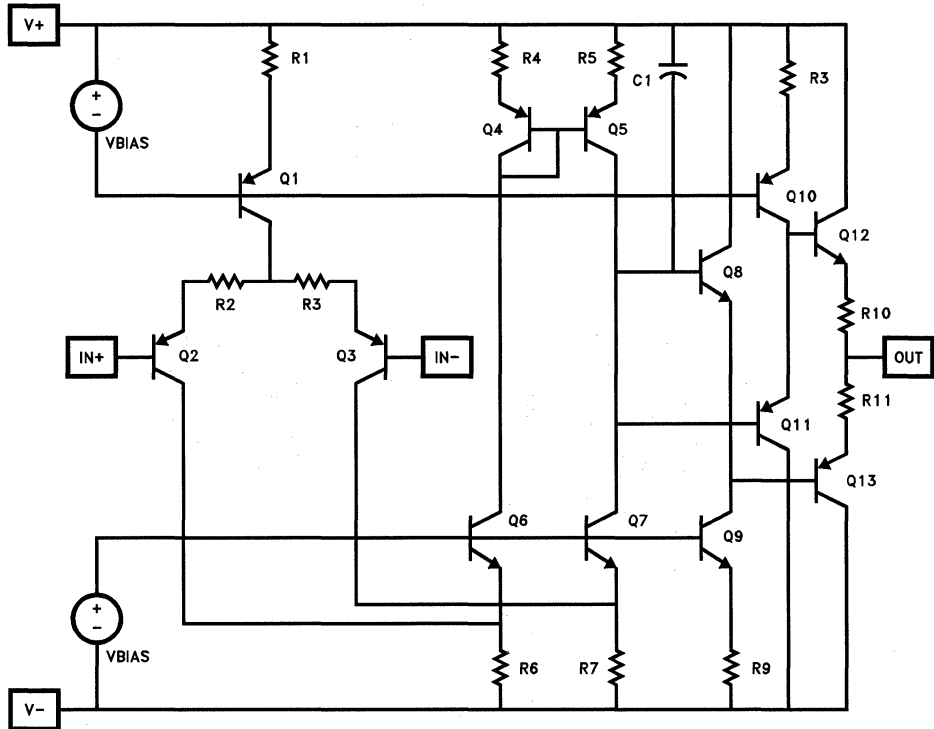 V+
R1
R4
R5
C1
R3
+
-
VBIAS
Q4
Q5
Q1
Q10
Q12
Q8
R2
R3
R10
IN+
Q2
Q3
IN-
OUT
R11
Q11
Q13
Q6
Q7
Q9
+
-
VBIAS
R6
R7
R9
V-